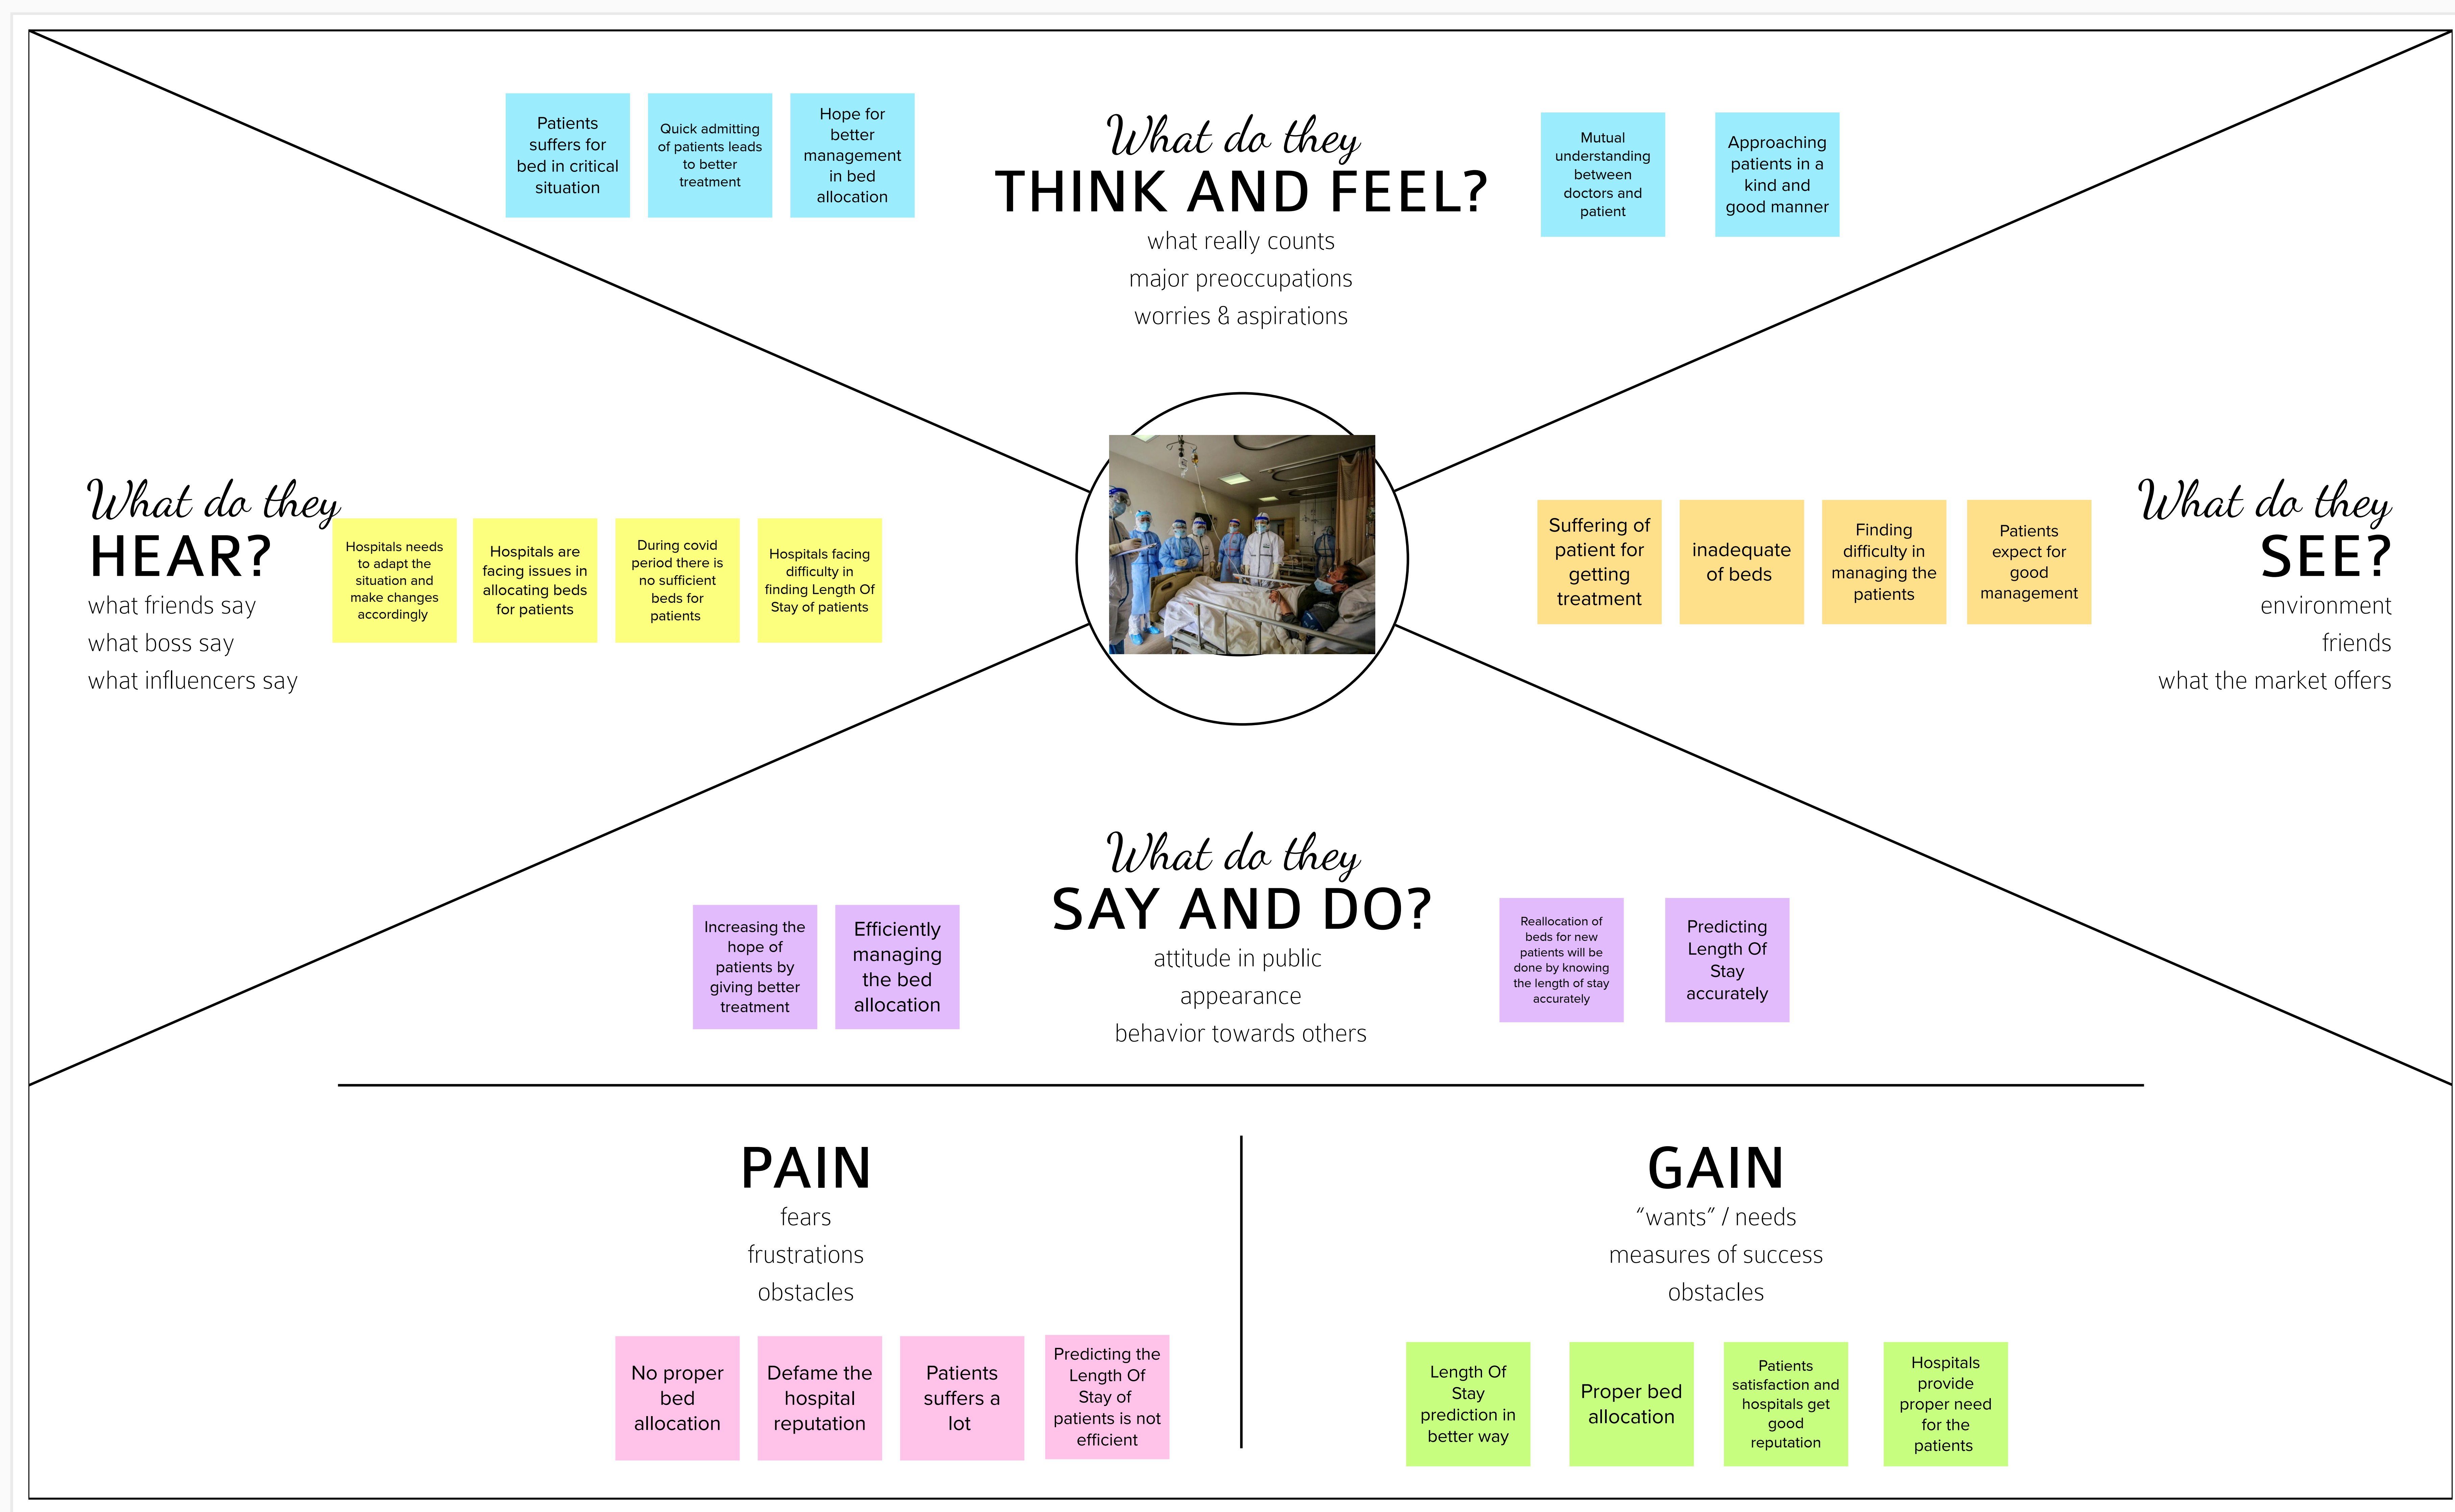 Patients
suffers for
bed in critical
situation
Quick admitting
of patients leads
to better
treatment
Hope for
better
management
in bed
allocation
What do they
THINK AND FEEL?
what really counts
major preoccupations
worries & aspirations
Mutual
understanding
between
doctors and
patient
Approaching
patients in a
kind and
good manner
What do they
HEAR?
what friends say
what boss say
what influencers say
Hospitals needs
to adapt the
situation and
make changes
accordingly
Hospitals are
facing issues in
allocating beds
for patients
During covid
period there is
no sufficient
beds for
patients
Hospitals facing
difficulty in
finding Length Of
Stay of patients
Suffering of
patient for
getting
treatment
inadequate
of beds
Finding
difficulty in
managing the
patients
Patients
expect for
good
management
What do they
SEE?
environment
friends
what the market offers
Increasing the
hope of
patients by
giving better
treatment
Efficiently
managing
the bed
allocation
What do they
SAY AND DO?
attitude in public
appearance
behavior towards others
Reallocation of
beds for new
patients will be
done by knowing
the length of stay
accurately
Predicting
Length Of
Stay
accurately
PAIN
fears
frustrations
obstacles
No proper
bed
allocation
Defame the
hospital
reputation
Patients
suffers a
lot
Predicting the
Length Of
Stay of
patients is not
efficient
GAIN
“wants” / needs
measures of success
obstacles
Length Of
Stay
prediction in
better way
Proper bed
allocation
Patients
satisfaction and
hospitals get
good
reputation
Hospitals
provide
proper need
for the
patients